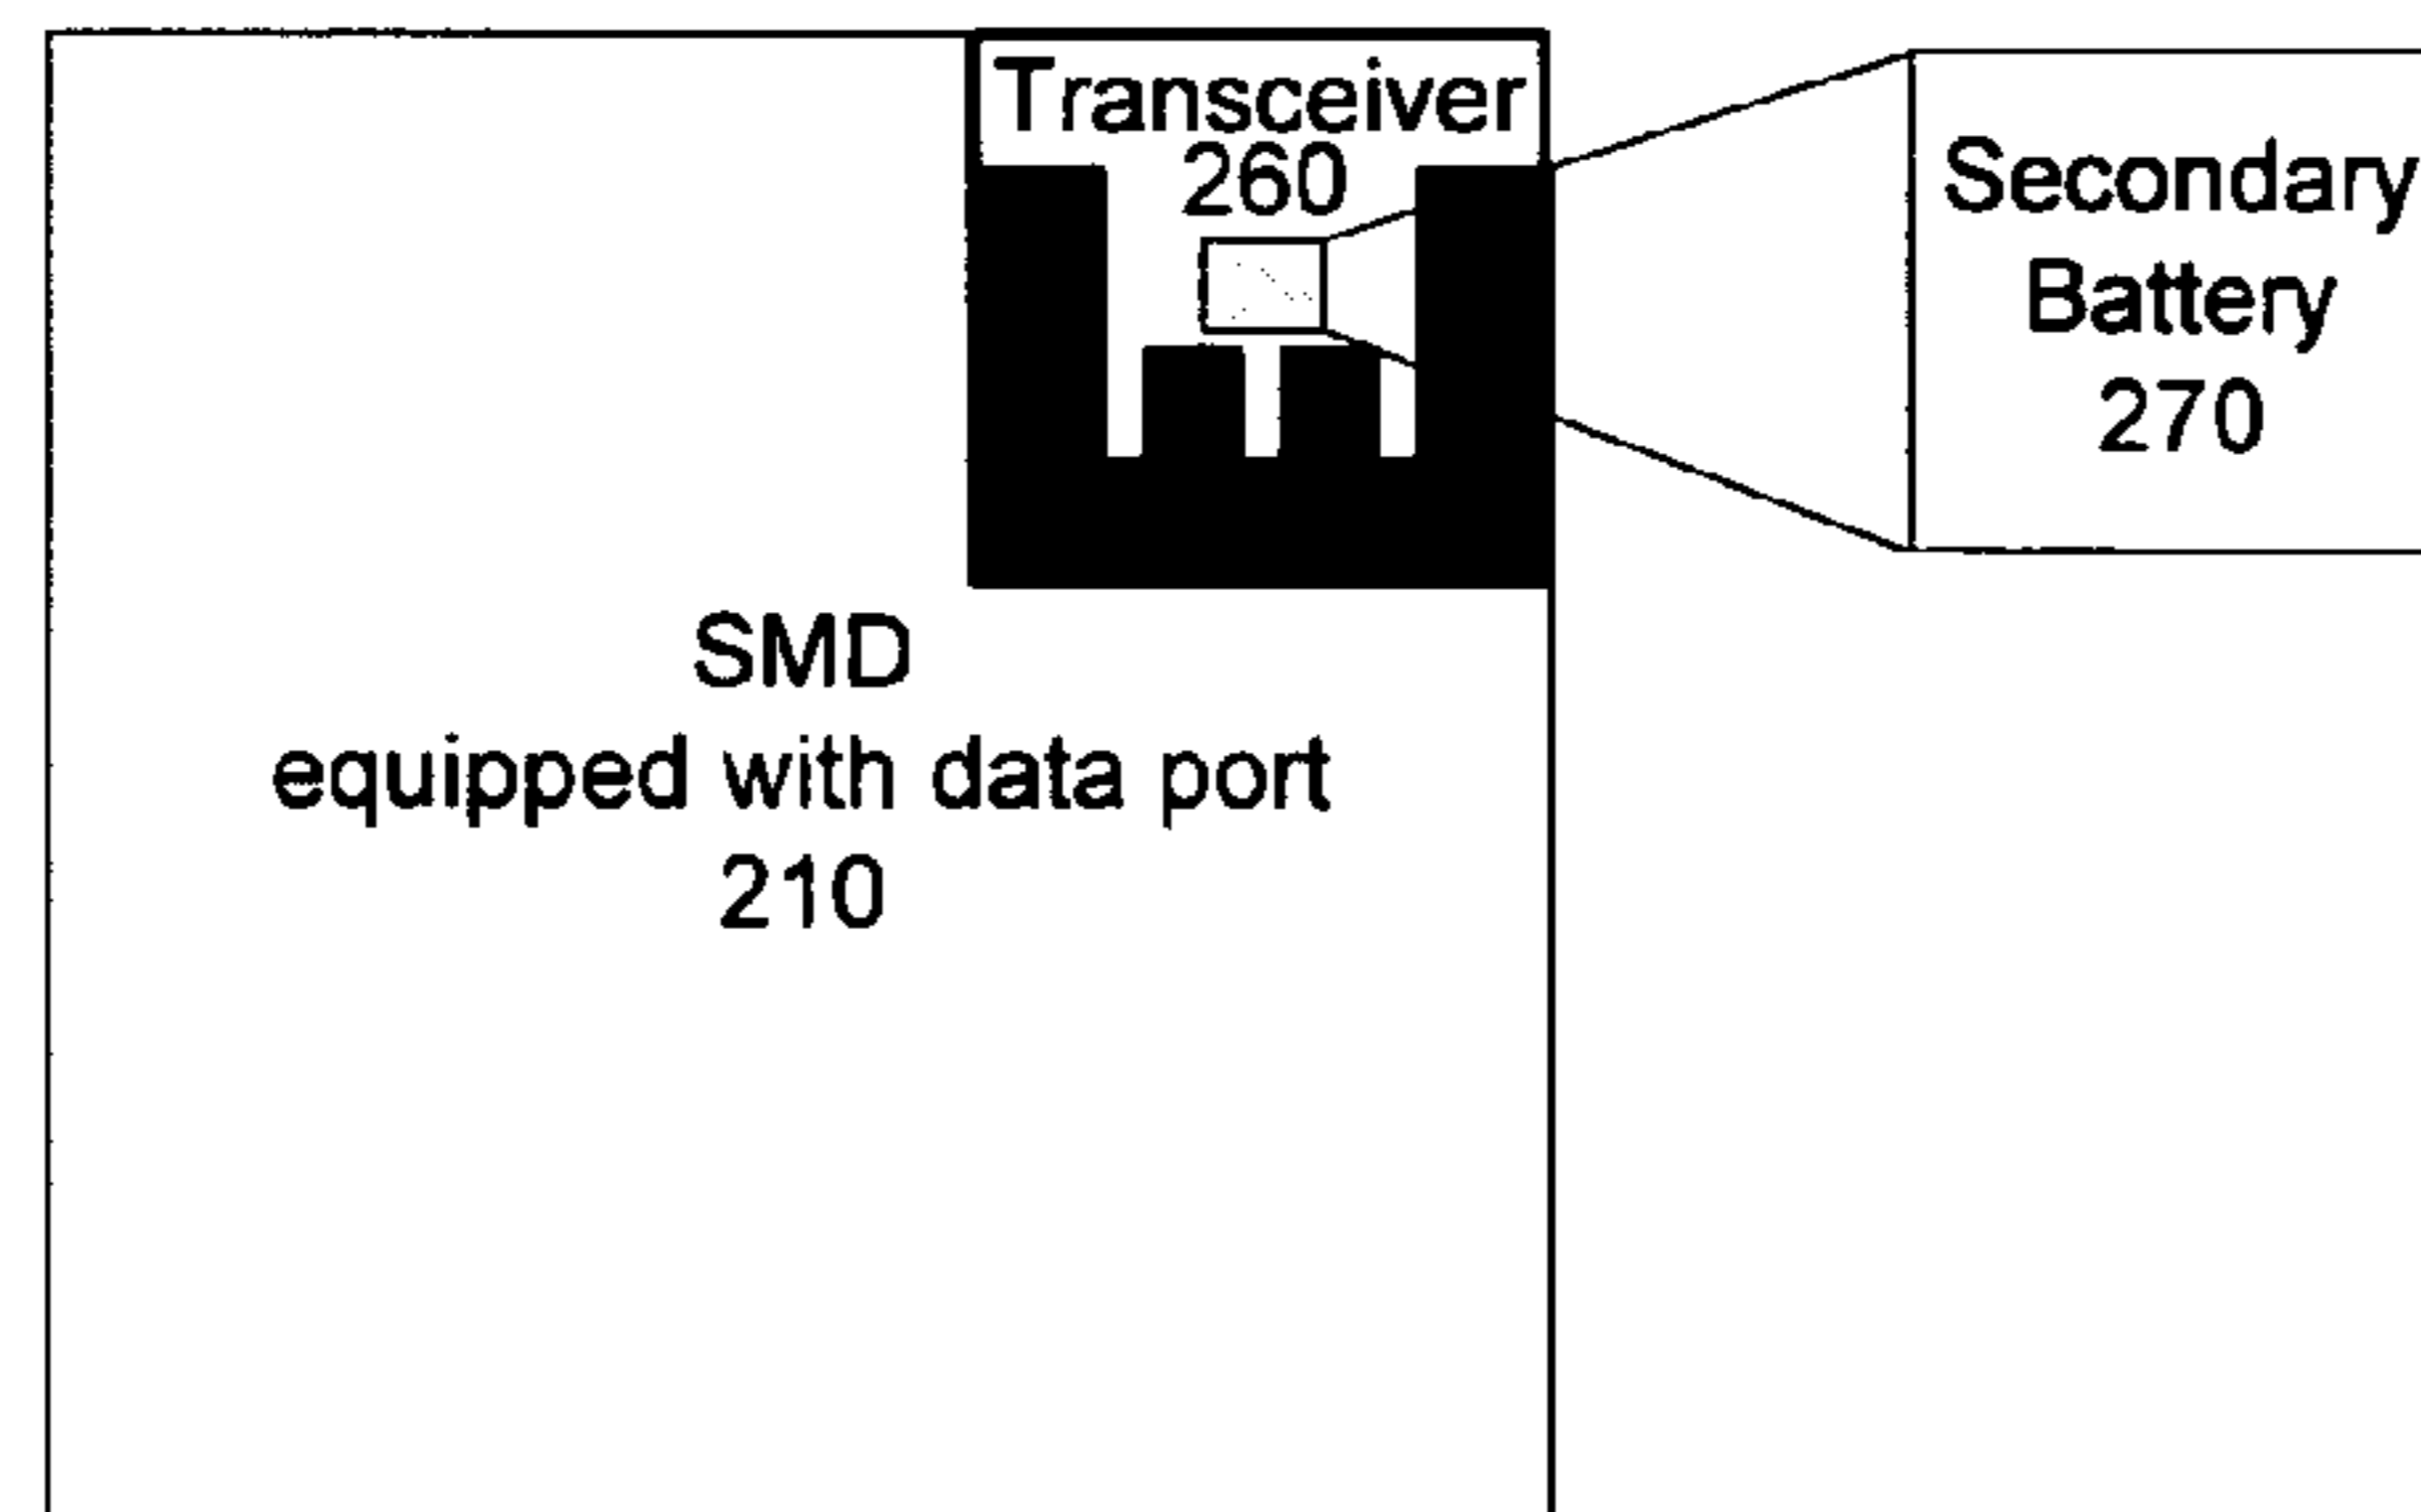 Transceiver
260
Secondary
Battery
270
SMD
equipped with data port
210